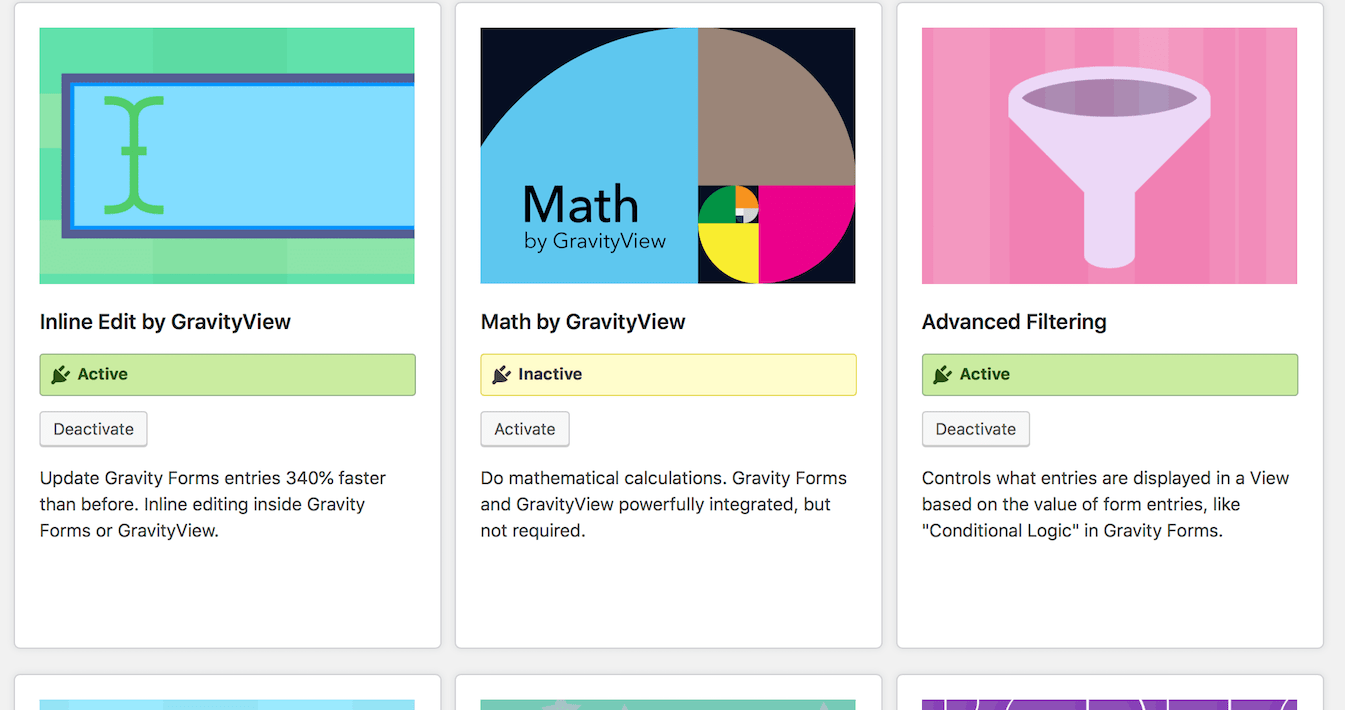 Math
by GravityView
Inline Edit by GravityView
Active
Deactivate
Update Gravity Forms entries 340% faster
than before. Inline editing inside Gravity
Forms or GravityView.
Math by GravityView
Inactive
Activate
Do mathematical calculations. Gravity Forms
and GravityView powerfully integrated, but
not required.
Advanced Filtering
Active
Deactivate
Controls what entries are displayed in a View
based on the value of form entries, like
"Conditional Logic" in Gravity Forms.